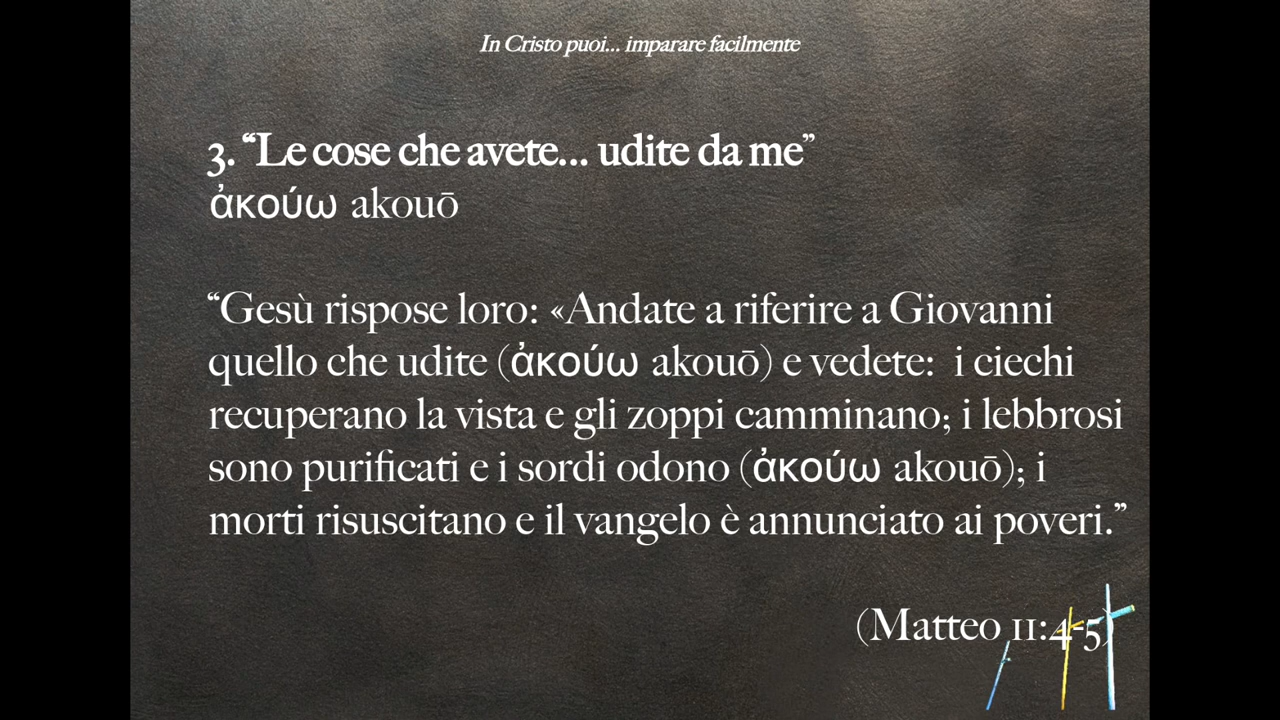 In Cristo puoi... imparare facilmente
3. “Le cose che avete... udite da me”
ἀκούω akouō
“Gesù rispose loro: «Andate a riferire a Giovanni
quello che udite (ἀκούω akouō) e vedete: i ciechi
recuperano la vista e gli zoppi camminano; i lebbrosi
sono purificati e i sordi odono (ἀκούω akouō); i
morti risuscitano e il vangelo è annunciato ai poveri.”
(Matteo 11:4-5)